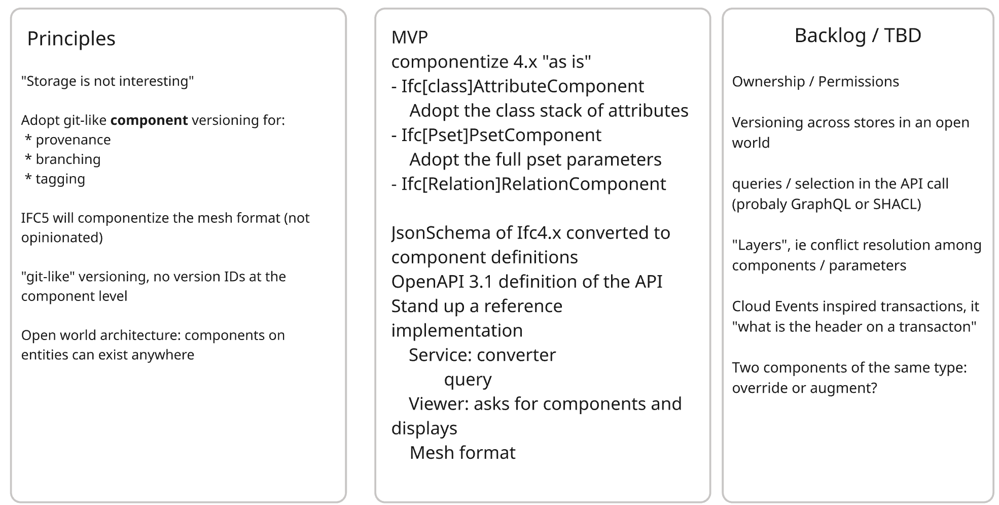 Principles
"Storage is not interesting"
Adopt git-like component versioning for:
* provenance
* branching
* tagging
IFC5 will componentize the mesh format (not
opinionated)
"git-like" versioning, no version IDs at the
component level
Open world architecture: components on
entities can exist anywhere
MVP
componentize 4.x "as is"
- Ifc[class]AttributeComponent
Adopt the class stack of attributes
- Ifc[Pset]PsetComponent
Adopt the full pset parameters
- Ifc[Relation]RelationComponent
JsonSchema of Ifc4.x converted to
component definitions
OpenAPI 3.1 definition of the API
Stand up a reference
implementation
Service: converter
query
Viewer: asks for components and
displays
Mesh format
Backlog / TBD
Ownership / Permissions
Versioning across stores in an open
world
queries / selection in the API call
(probaly GraphQL or SHACL)
"Layers", ie conflict resolution among
components / parameters
Cloud Events inspired transactions, it
"what is the header on a transacton"
Two components of the same type:
override or augment?